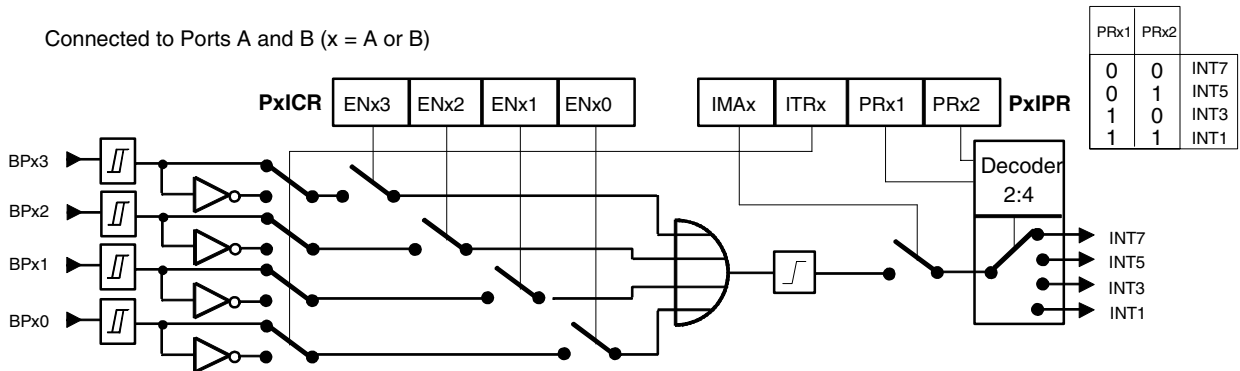 Connected to Ports A and B (x = A or B)
PRx1 PRx2
0 0 INT7
0 1 INT5
1 0 INT3
1 1 INT1
PxICR ENx3 ENx2 ENx1 ENx0 IMAx ITRx PRx1 PRx2 PxIPR
BPx3
BPx2
BPx1
BPx0
Decoder
2:4
INT7
INT5
INT3
INT1